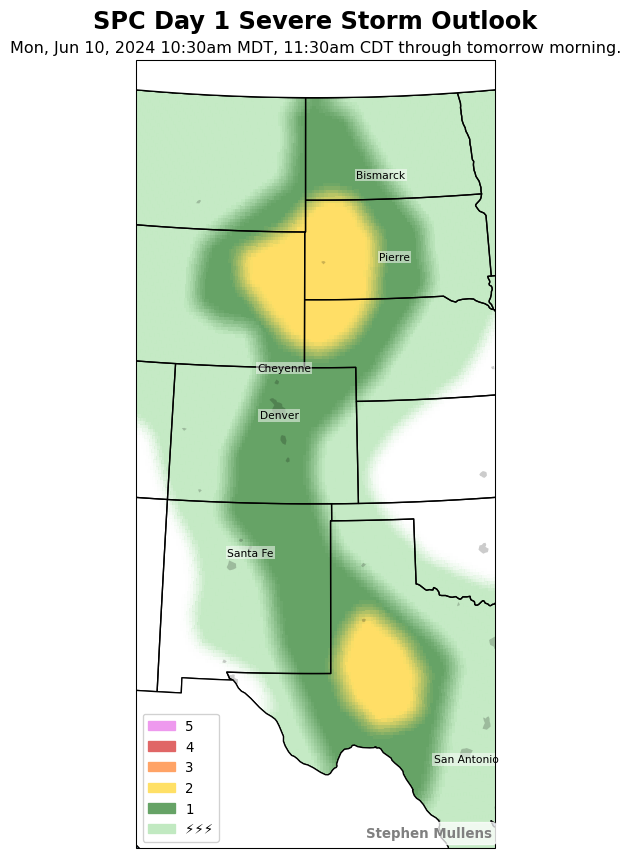 SPC Day 1 Severe Storm Outlook
Mon, Jun 10, 2024 10:30am MDT, 11:30am CDT through tomorrow morning.
Bismarck
Pierre
Cheyenne
Denver
Santa Fe
San Antonio
5
4
3
2
1
⚡⚡⚡
Stephen Mullens